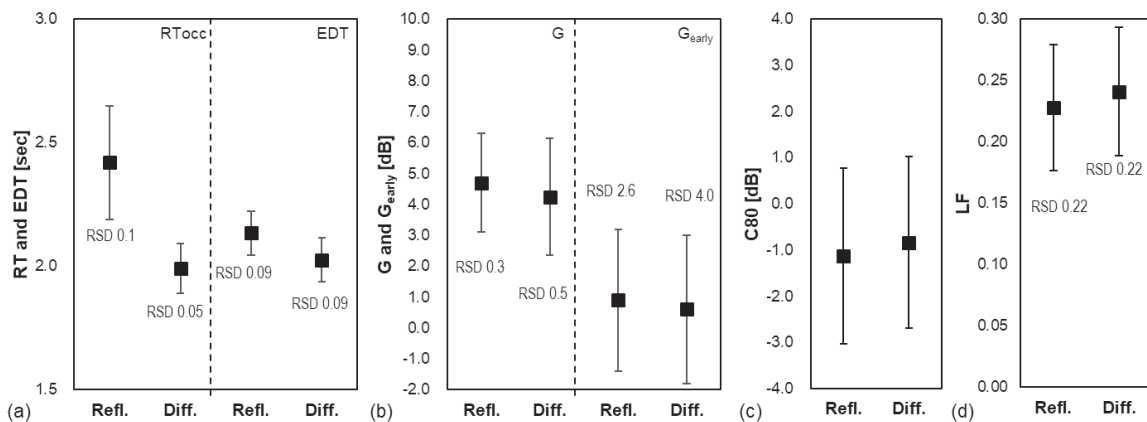 RT and EDT [sec]
3.0
2.5
2.0
1.5
RTocc
EDT
RSD 0.1
RSD 0.05
RSD 0.09
RSD 0.09
(a)
Refl.
Diff.
Refl.
Diff.
G and Gearly [dB]
10.0
9.0
8.0
7.0
6.0
5.0
4.0
3.0
2.0
1.0
0.0
-1.0
-2.0
G
Gearly
RSD 0.3
RSD 0.5
RSD 2.6
RSD 4.0
(b)
Refl.
Diff.
Refl.
Diff.
C80 [dB]
4.0
3.0
2.0
1.0
0.0
-1.0
-2.0
-3.0
-4.0
(c)
Refl.
Diff.
LF
0.30
0.25
0.20
0.15
0.10
0.05
0.00
RSD 0.22
RSD 0.22
(d)
Refl.
Diff.